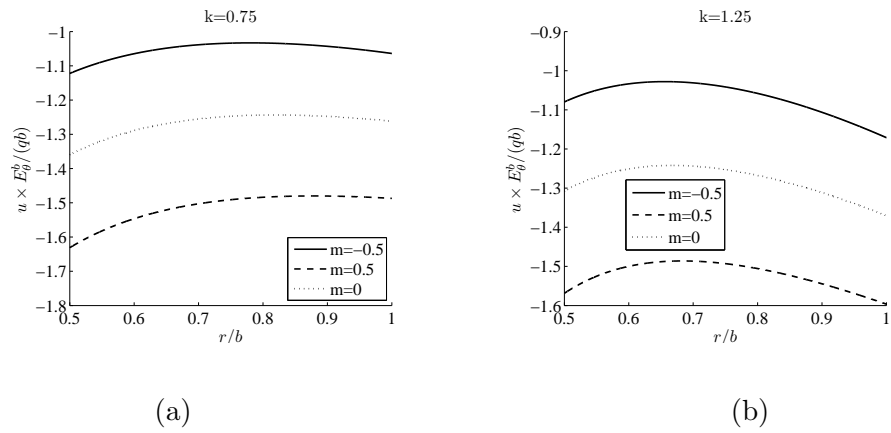 k=0.75
−1
−1.1
−1.2
−1.3
−1.4
−1.5
−1.6
−1.7
−1.8
u × E_θ^b/(qb)
m=−0.5
m=0.5
m=0
0.5 0.6 0.7 0.8 0.9 1
r/b
(a)
k=1.25
−0.9
−1
−1.1
−1.2
−1.3
−1.4
−1.5
−1.6
u × E_θ^b/(qb)
m=−0.5
m=0.5
m=0
0.5 0.6 0.7 0.8 0.9 1
r/b
(b)